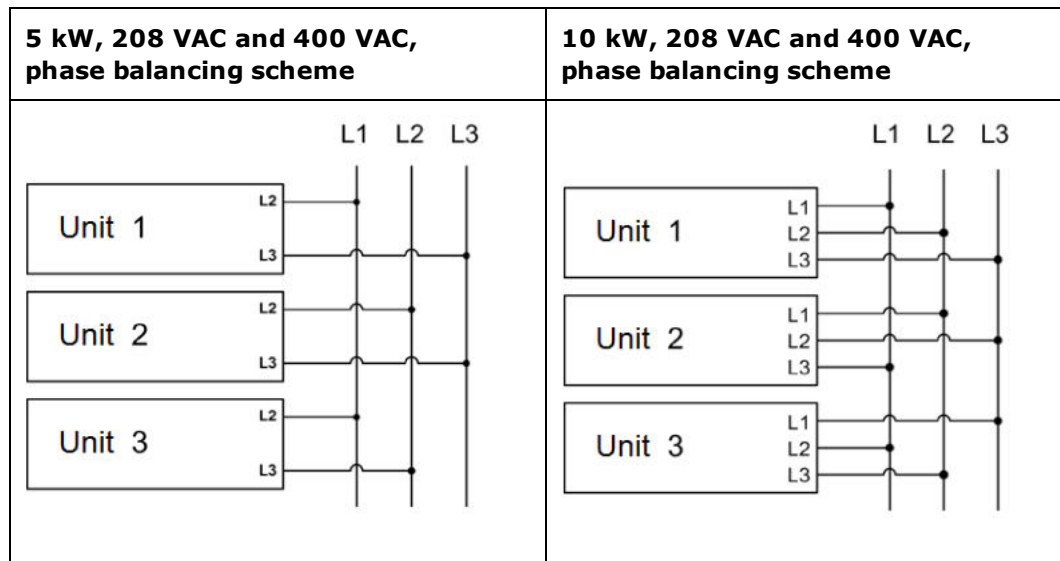 5 kW, 208 VAC and 400 VAC,
phase balancing scheme
10 kW, 208 VAC and 400 VAC,
phase balancing scheme
L1 L2 L3
L2
Unit 1
L3
L2
Unit 2
L3
L2
Unit 3
L3
L1 L2 L3
L1
Unit 1
L2
L3
L1
Unit 2
L2
L3
L1
Unit 3
L2
L3